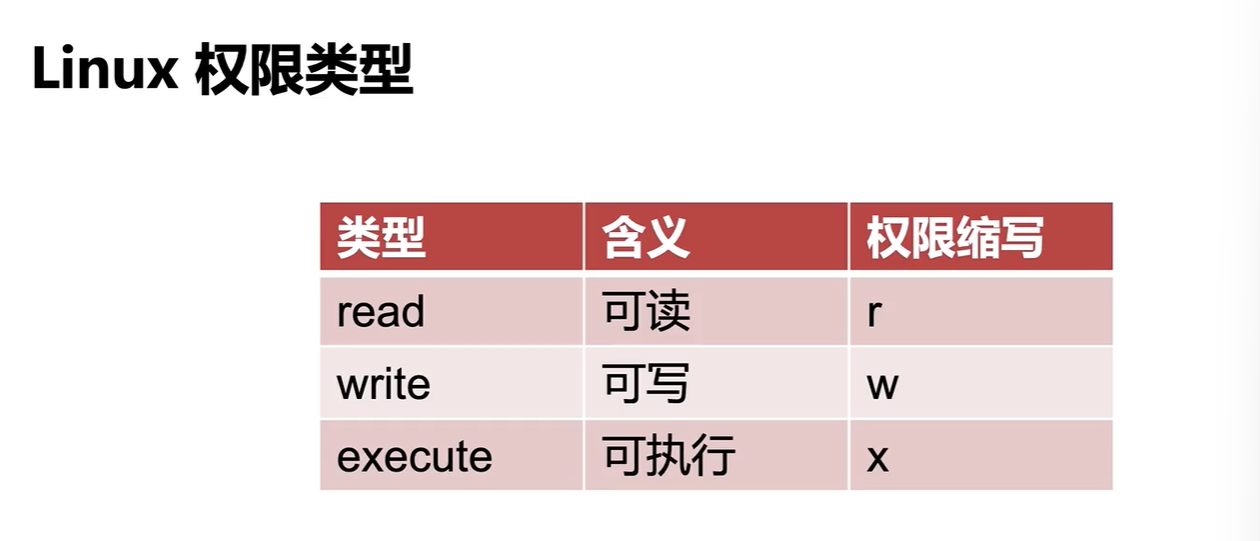 Linux 权限类型
类型 含义 权限缩写
read 可读 r
write 可写 w
execute 可执行 x